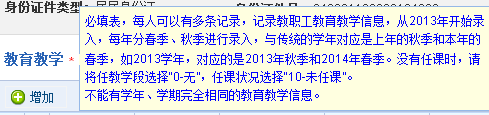 身份证件类型：居民身份证
必填表，每人可以有多条记录，记录教职工教育教学信息，从2013年开始录
入，每年分春季、秋季进行录入，与传统的学年对应是上年的秋季和本年的
春季，如2013学年，对应的是2013年秋季和2014年春季。没有任课时，请
将任教学段选择"0-无"，任课状况选择"10-未任课"。
不能有学年、学期完全相同的教育教学信息。
教育教学 *
增加